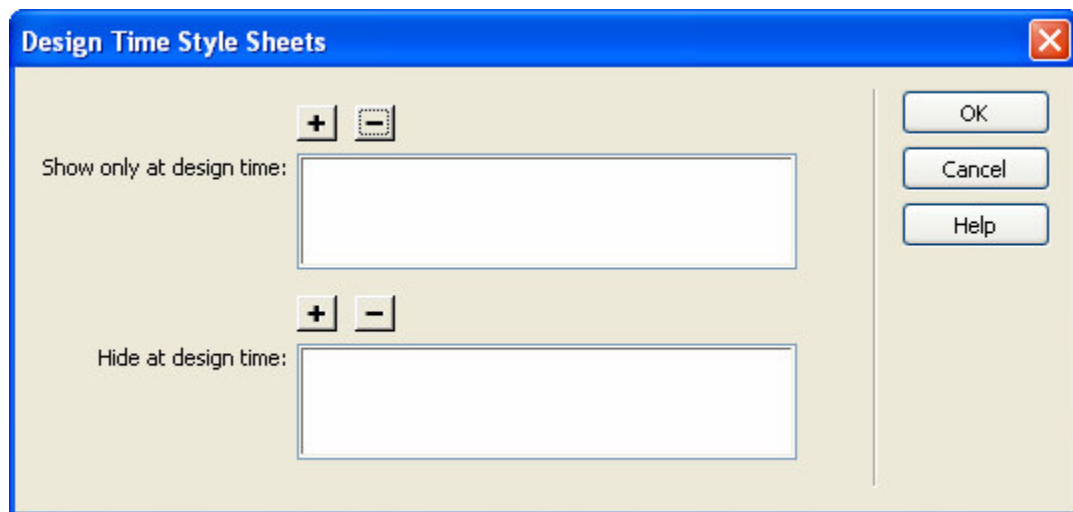 Design Time Style Sheets
+ −
Show only at design time:
+ −
Hide at design time:
OK
Cancel
Help